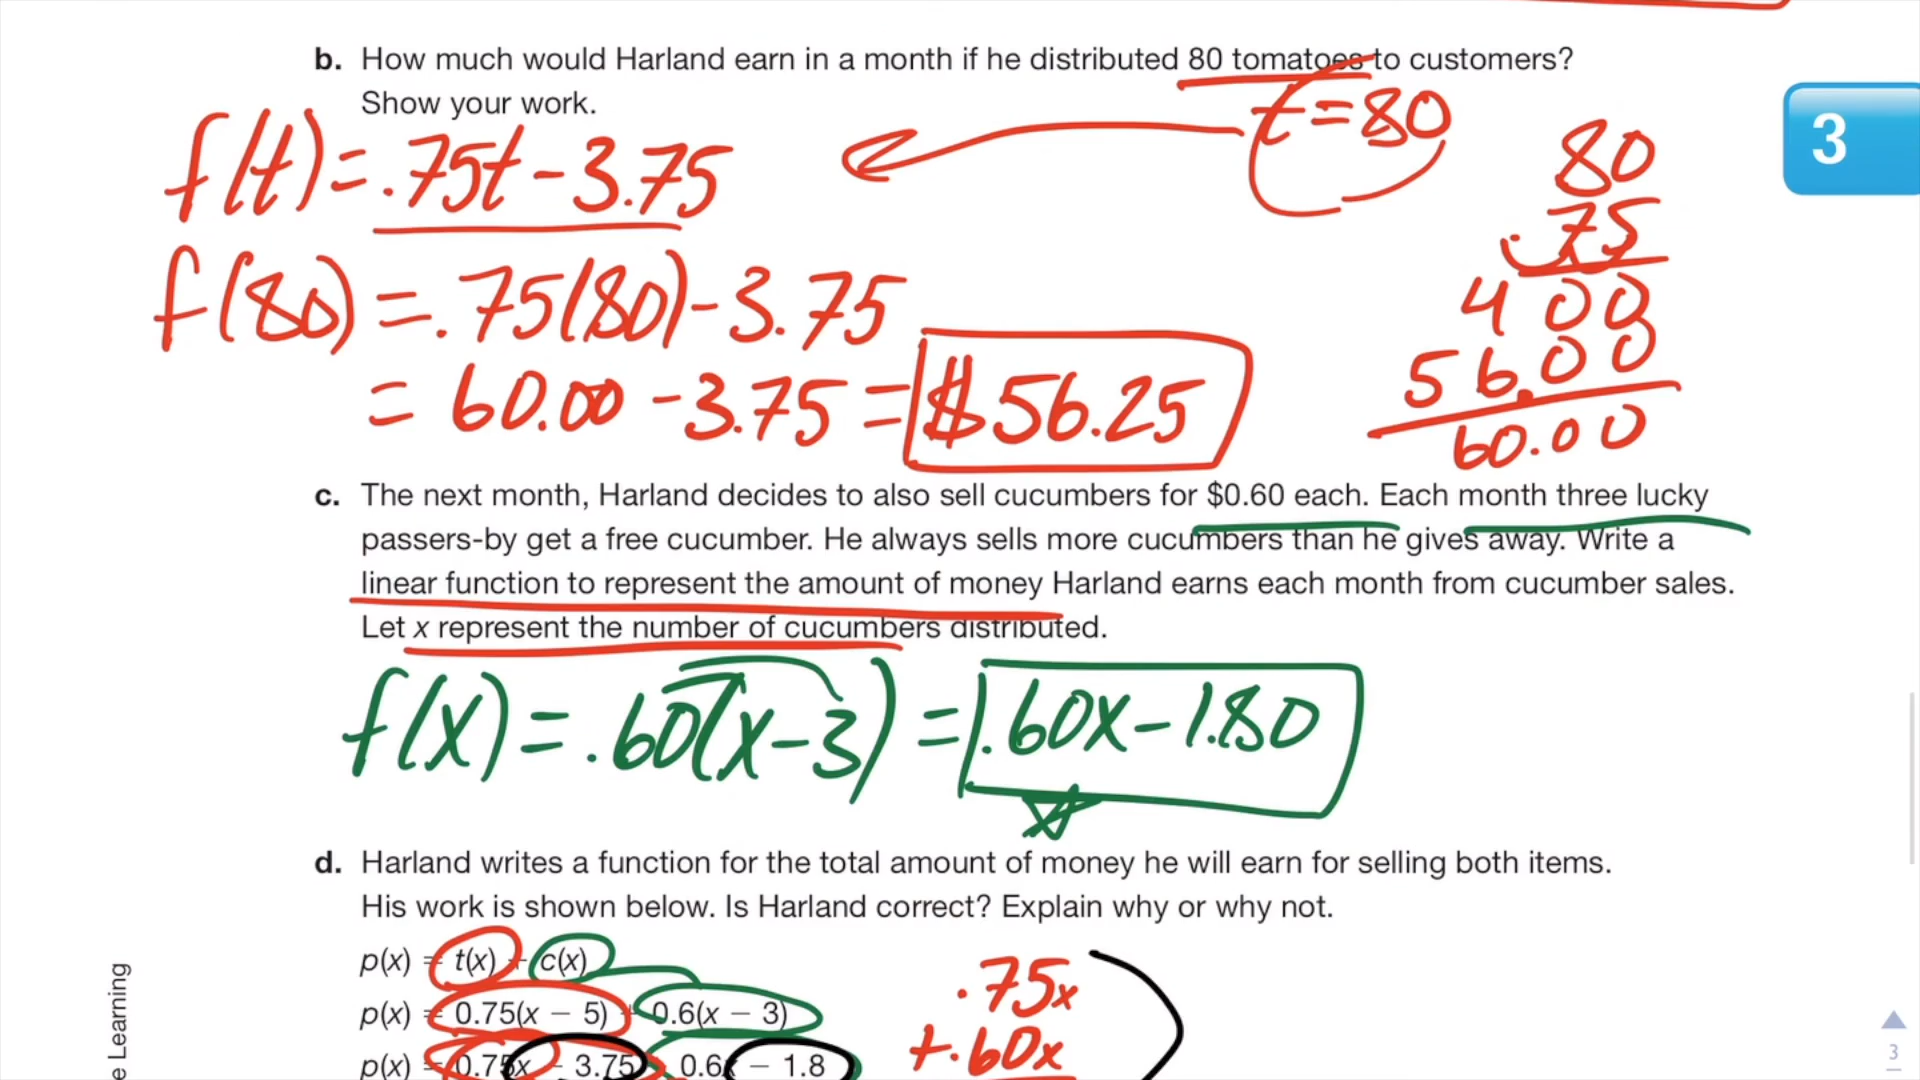 b. How much would Harland earn in a month if he distributed 80 tomatoes to customers?
Show your work.
t=80
3
f(t)=.75t-3.75
f(80)=.75(80)-3.75
= 60.00-3.75=$56.25
80
.75
400
56.00
60.00
c. The next month, Harland decides to also sell cucumbers for $0.60 each. Each month three lucky
passers-by get a free cucumber. He always sells more cucumbers than he gives away. Write a
linear function to represent the amount of money Harland earns each month from cucumber sales.
Let x represent the number of cucumbers distributed.
f(x)=.60(x-3)=.60x-1.80
d. Harland writes a function for the total amount of money he will earn for selling both items.
His work is shown below. Is Harland correct? Explain why or why not.
p(x) = t(x) + c(x)
p(x) = 0.75(x − 5) + 0.6(x − 3)
p(x) = 0.75x − 3.75 0.6x − 1.8
.75x
+.60x
e Learning
3